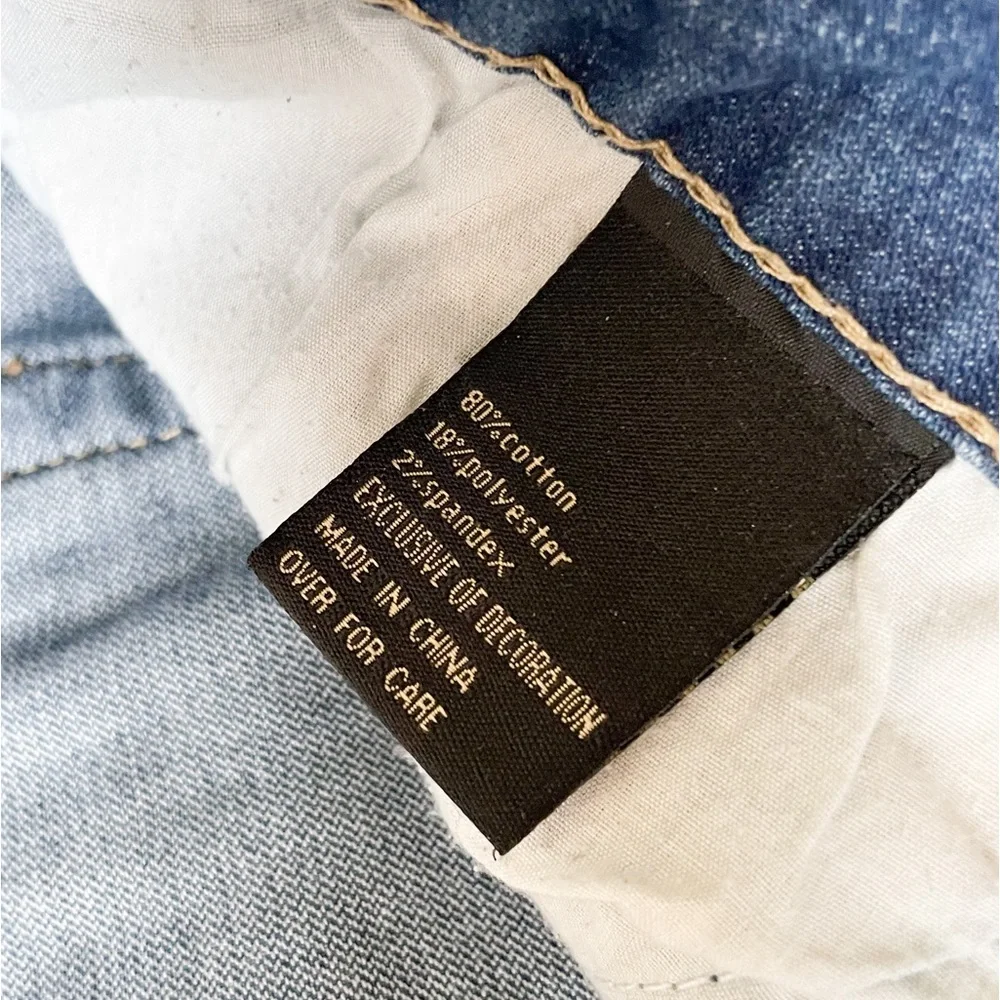 80%cotton
18%polyester
2%spandex
EXCLUSIVE OF DECORATION
MADE IN CHINA
OVER FOR CARE